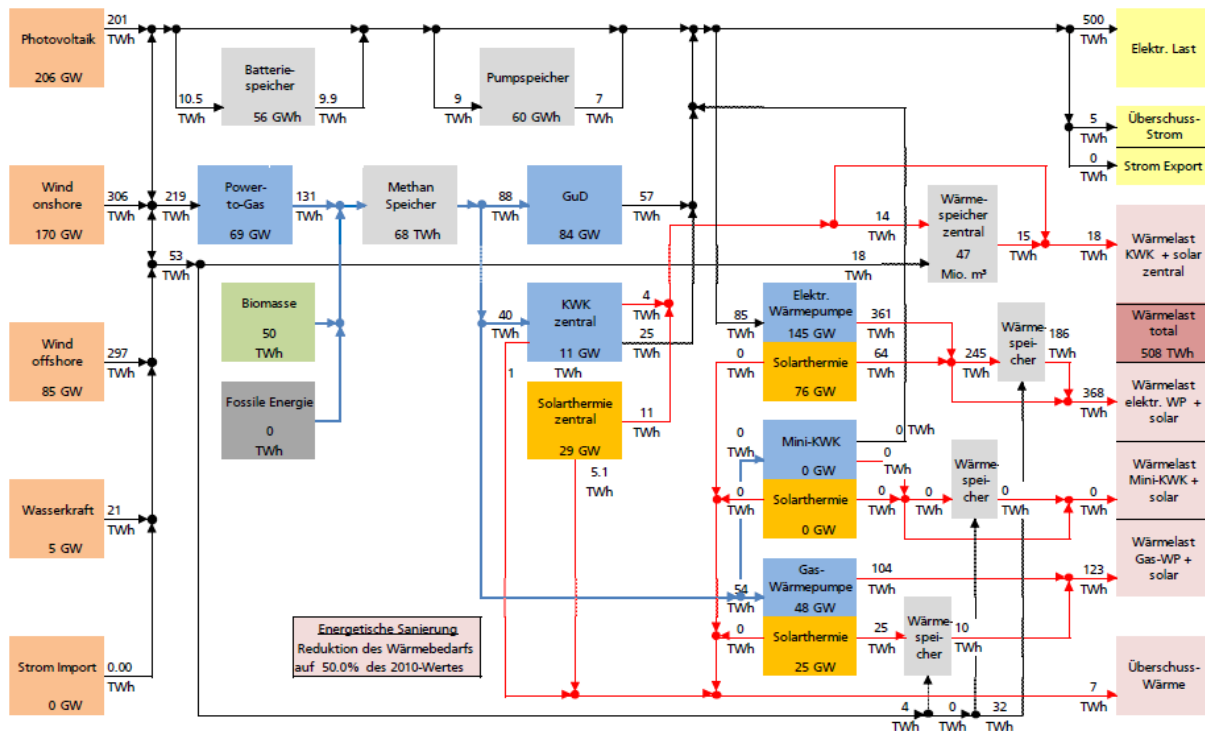 Photovoltaik
206 GW
201
TWh
Batterie-
speicher
56 GWh
10.5
TWh
9.9
TWh
Pumpspeicher
60 GWh
9
TWh
7
TWh
500
TWh
Elektr. Last
5
TWh
Überschuss-
Strom
0
TWh
Strom Export
Wind
onshore
170 GW
306
TWh
219
TWh
Power-
to-Gas
69 GW
131
TWh
Methan
Speicher
68 TWh
88
TWh
GuD
84 GW
57
TWh
53
TWh
14
TWh
18
TWh
Wärme-
speicher
zentral
47
Mio. m³
15
TWh
18
TWh
Wärmelast
KWK + solar
zentral
Biomasse
50
TWh
40
TWh
KWK
zentral
11 GW
TWh
4
TWh
25
TWh
1
85
TWh
Elektr.
Wärmepumpe
145 GW
361
TWh
0
TWh
Solarthermie
76 GW
64
TWh
245
TWh
Wärme-
spei-
cher
186
TWh
368
TWh
Wärmelast
total
508 TWh
Wärmelast
elektr. WP +
solar
Wind
offshore
85 GW
297
TWh
Fossile Energie
0
TWh
Solarthermie
zentral
29 GW
11
TWh
5.1
TWh
0
TWh
Mini-KWK
0 GW
0 TWh
0
TWh
0
TWh
Solarthermie
0 GW
0
TWh
0
TWh
Wärme-
spei-
cher
0
TWh
0
TWh
Wärmelast
Mini-KWK +
solar
Wasserkraft
5 GW
21
TWh
54
TWh
Gas-
Wärmepumpe
48 GW
104
TWh
0
TWh
Solarthermie
25 GW
25
TWh
Wärme-
spei-
cher
10
TWh
123
TWh
Wärmelast
Gas-WP +
solar
Strom Import
0 GW
0.00
TWh
Energetische Sanierung
Reduktion des Wärmebedarfs
auf 50.0% des 2010-Wertes
7
TWh
Überschuss-
Wärme
4
TWh
0
TWh
32
TWh